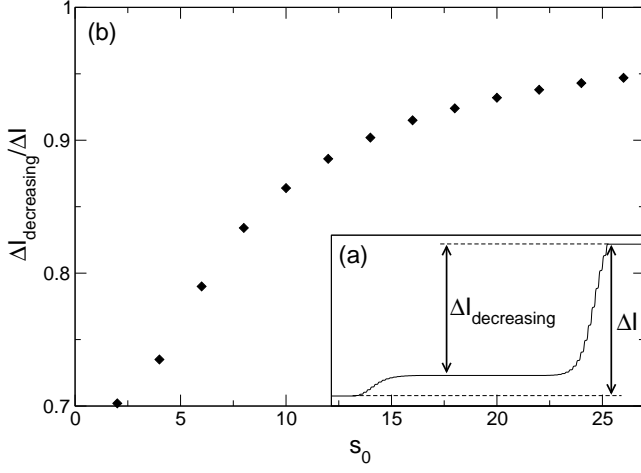 1
(b)
0.9
ΔI_decreasing/ΔI
0.8
(a)
ΔI_decreasing
ΔI
0.7
0 5 10 15 20 25
s_0